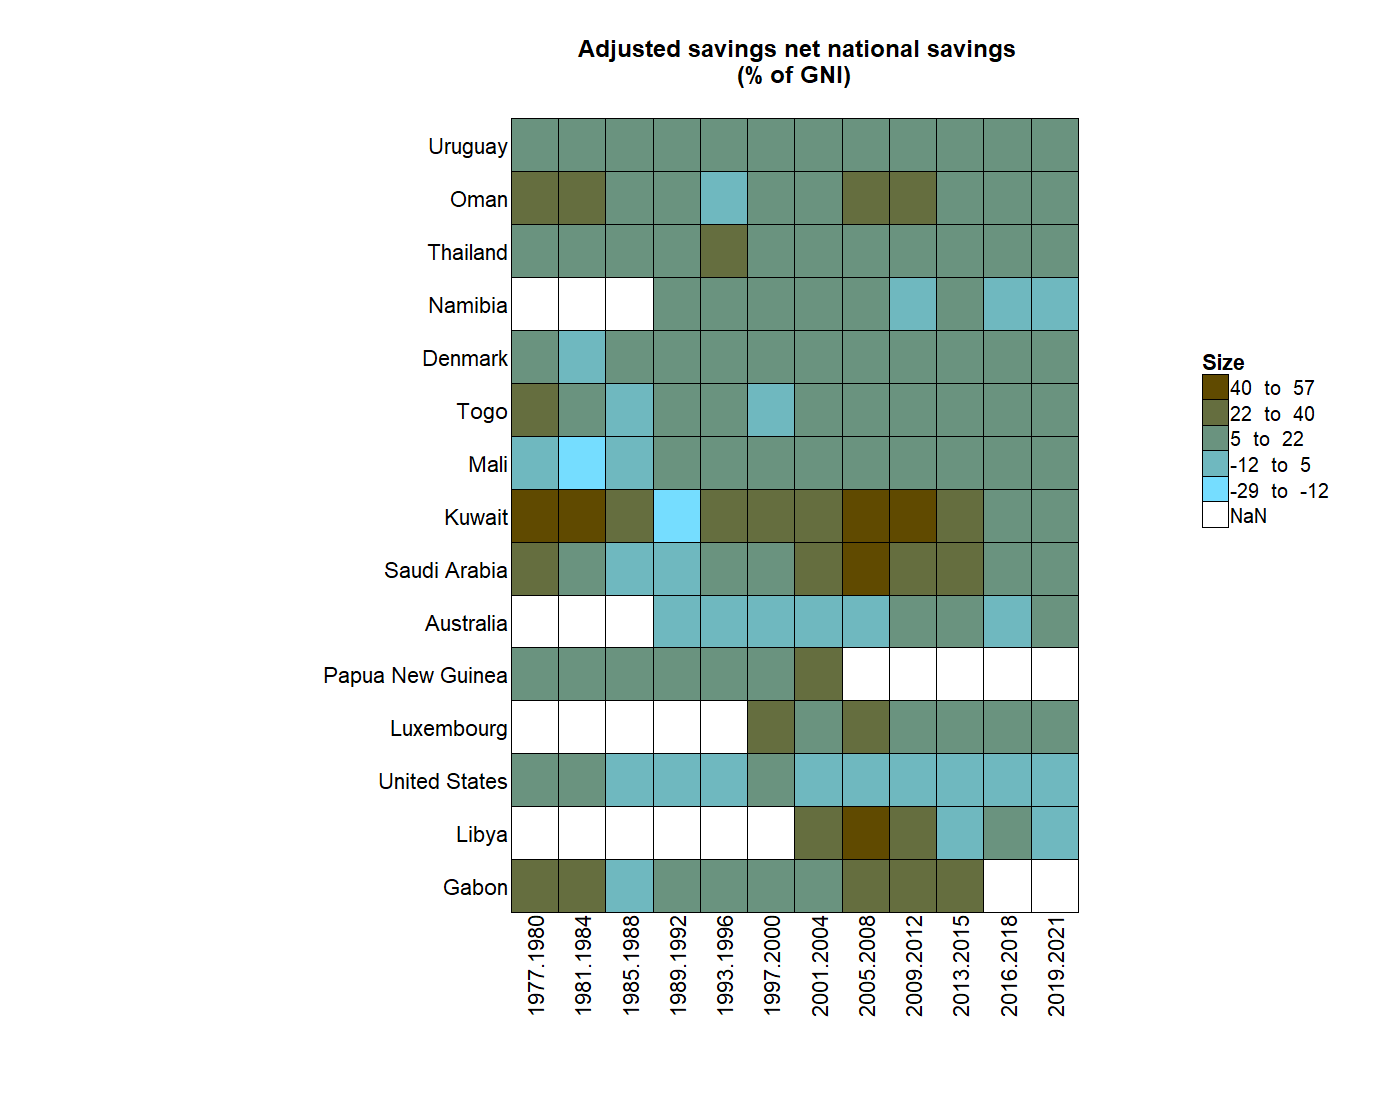 Adjusted savings net national savings
(% of GNI)
Uruguay
Oman
Thailand
Namibia
Denmark
Togo
Mali
Kuwait
Saudi Arabia
Australia
Papua New Guinea
Luxembourg
United States
Libya
Gabon
1977.1980
1981.1984
1985.1988
1989.1992
1993.1996
1997.2000
2001.2004
2005.2008
2009.2012
2013.2015
2016.2018
2019.2021
Size
40 to 57
22 to 40
5 to 22
-12 to 5
-29 to -12
NaN